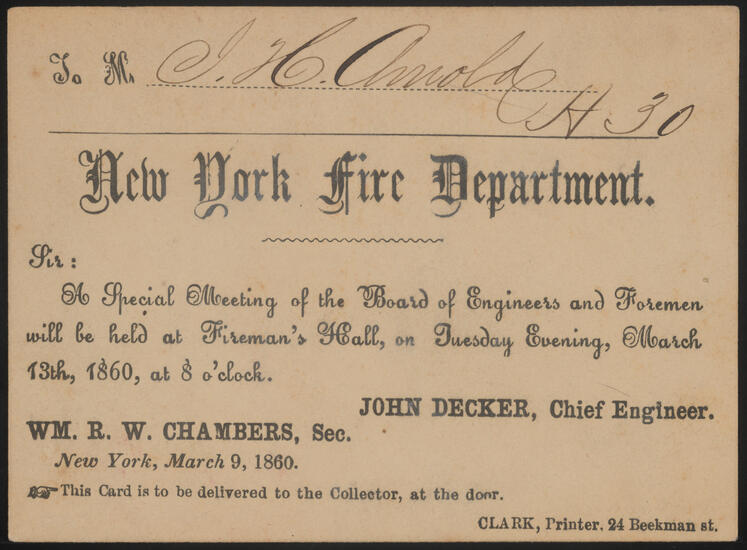 To M. J. H. Arnold
H 30
New York Fire Department.
Sir:
A Special Meeting of the Board of Engineers and Foremen
will be held at Fireman's Hall, on Tuesday Evening, March
13th, 1860, at 8 o'clock.
JOHN DECKER, Chief Engineer.
WM. R. W. CHAMBERS, Sec.
New York, March 9, 1860.
☞ This Card is to be delivered to the Collector, at the door.
CLARK, Printer, 24 Beekman st.